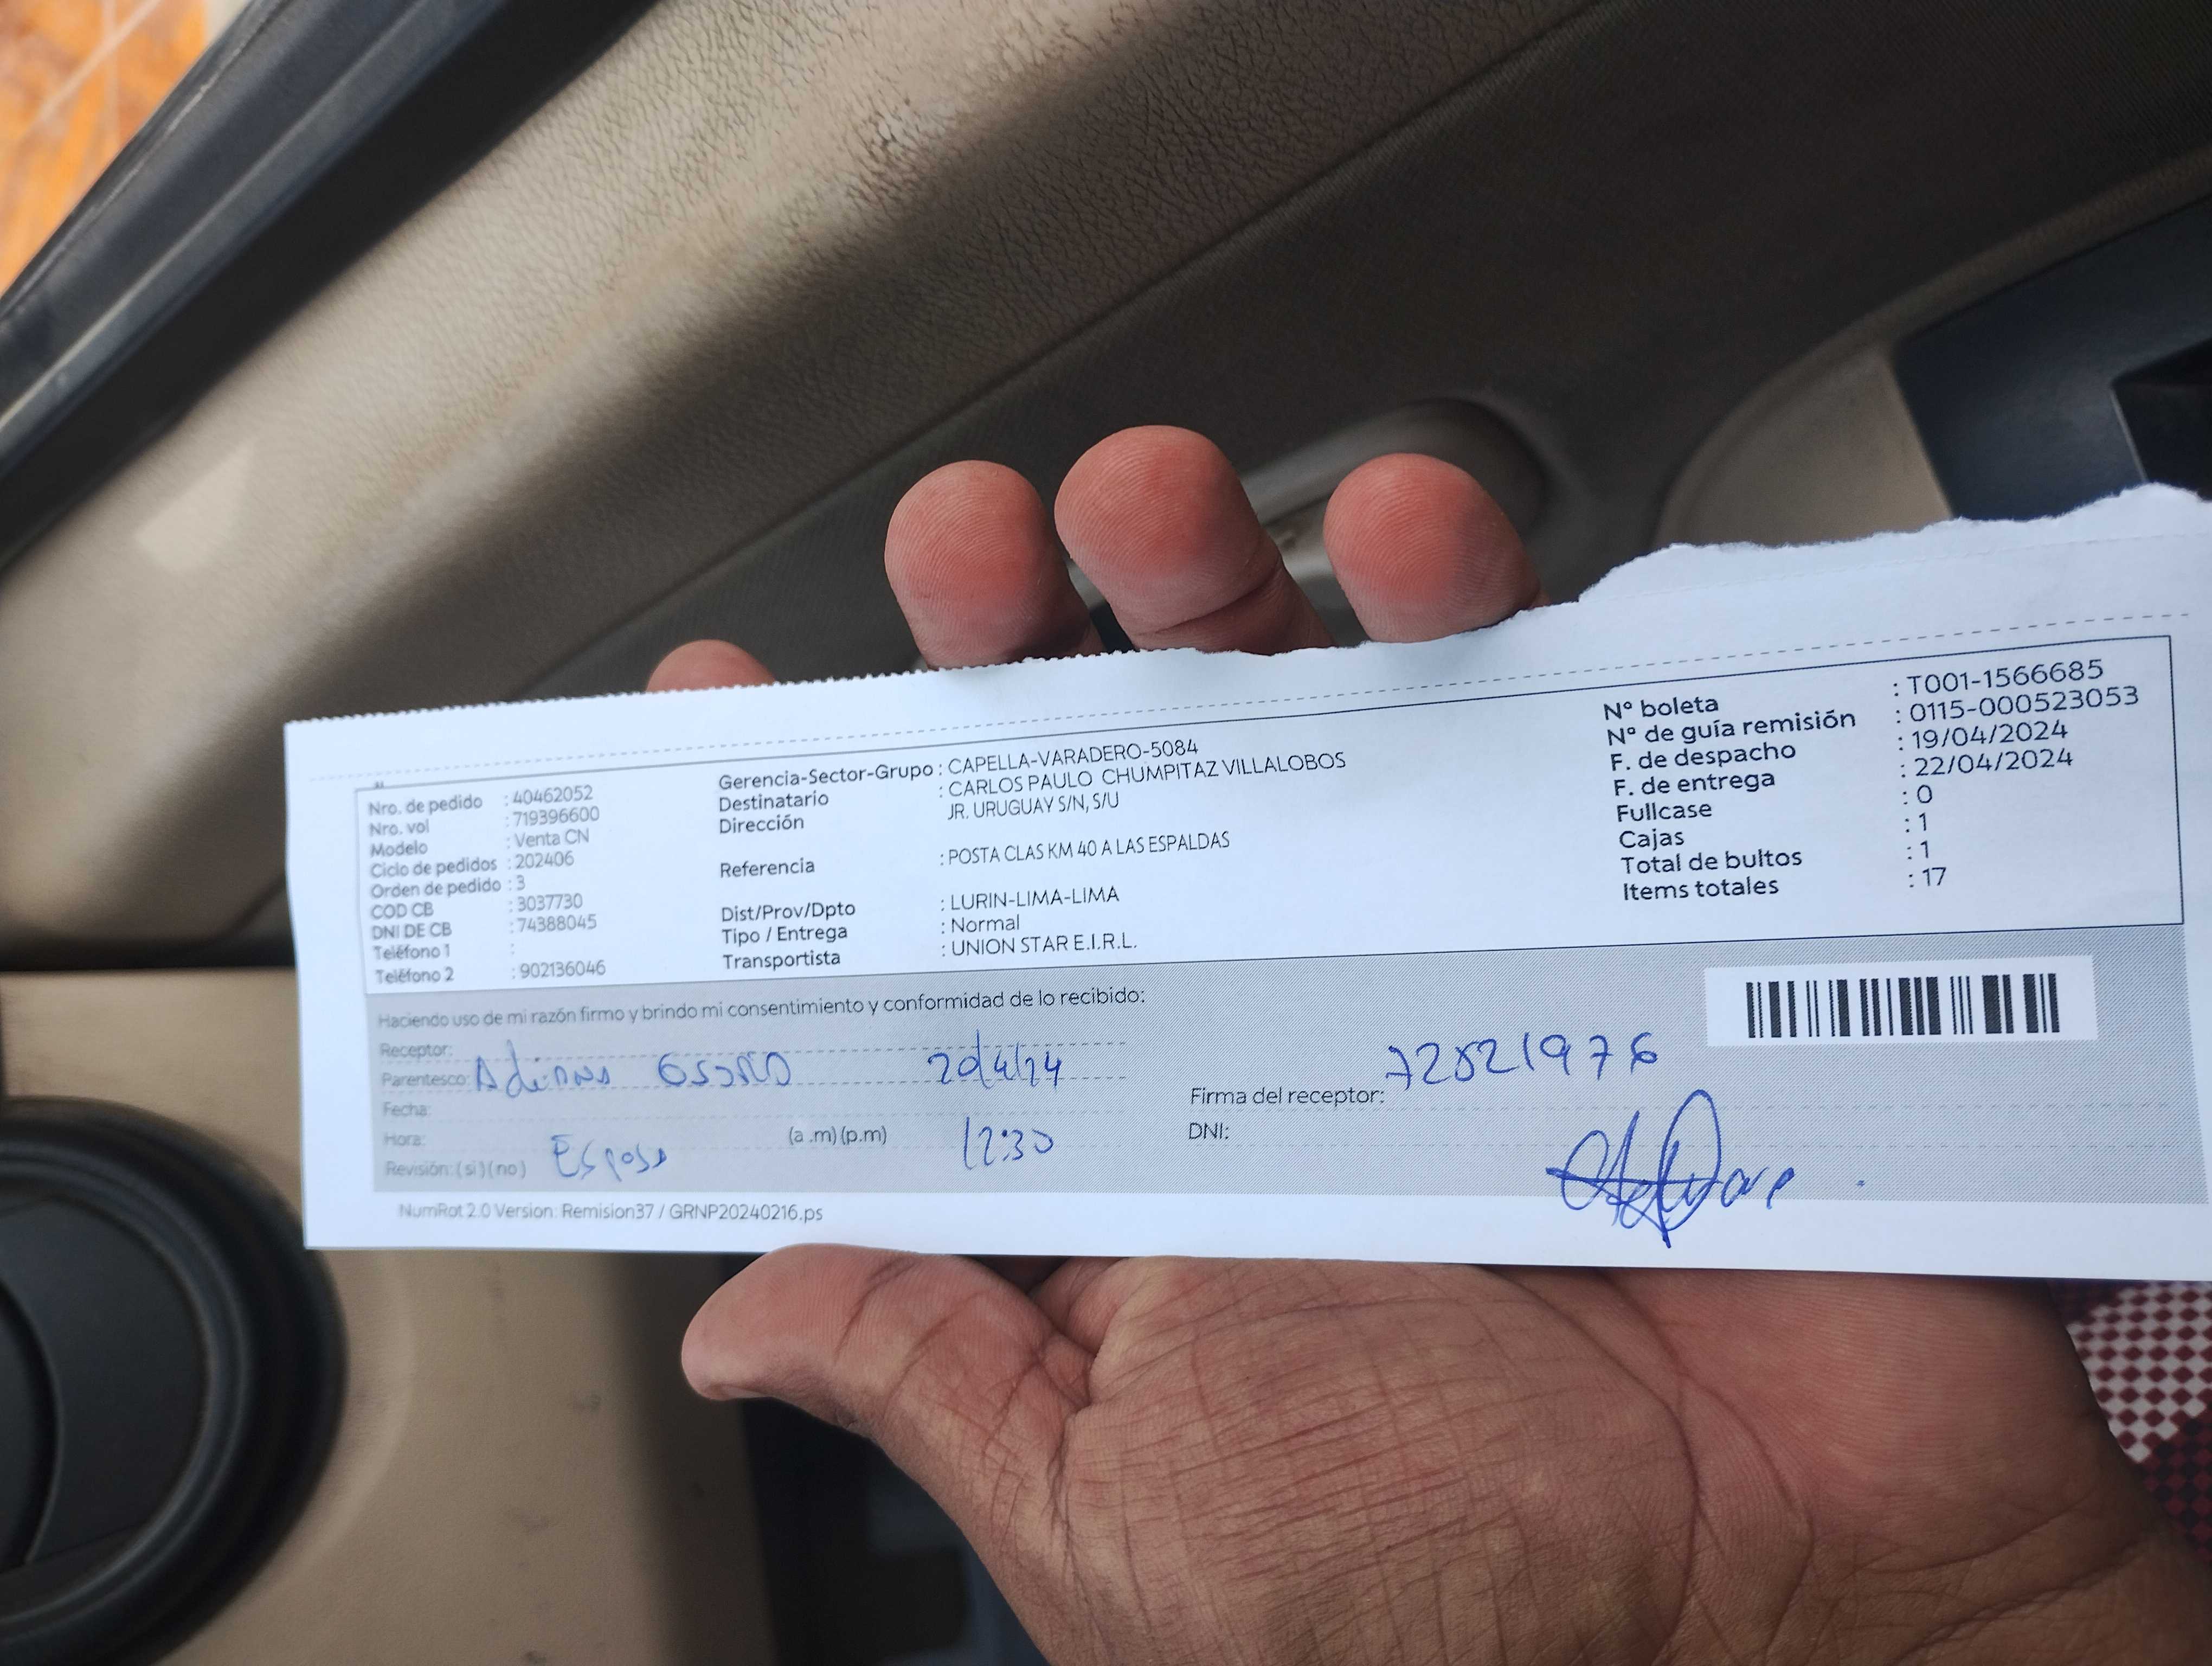 Nro. de pedido : 40462052
Nro. vol : 719396600
Modelo : Venta CN
Ciclo de pedidos : 202406
Orden de pedido : 3
COD CB : 3037730
DNI DE CB : 74388045
Teléfono 1 :
Teléfono 2 : 902136046
Gerencia-Sector-Grupo : CAPELLA-VARADERO-5084
Destinatario : CARLOS PAULO CHUMPITAZ VILLALOBOS
Dirección JR. URUGUAY S/N, S/U
Referencia : POSTA CLAS KM 40 A LAS ESPALDAS
Dist/Prov/Dpto : LURIN-LIMA-LIMA
Tipo / Entrega : Normal
Transportista : UNION STAR E.I.R.L.
Nº boleta : T001-1566685
Nº de guía remisión : 0115-000523053
F. de despacho : 19/04/2024
F. de entrega : 22/04/2024
Fullcase : 0
Cajas : 1
Total de bultos : 1
Items totales : 17
Haciendo uso de mi razón firmo y brindo mi consentimiento y conformidad de lo recibido:
Receptor:
Parentesco: 20/4/24
Fecha:
Hora: (a .m) (p.m) 12:30
Revisión: (si) (no) Esposa
Firma del receptor: 72521976
DNI:
NumRot 2.0 Version: Remision37 / GRNP20240216.ps